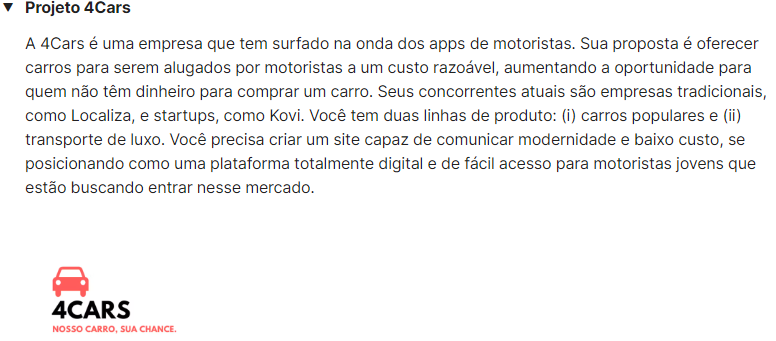 Projeto 4Cars
A 4Cars é uma empresa que tem surfado na onda dos apps de motoristas. Sua proposta é oferecer
carros para serem alugados por motoristas a um custo razoável, aumentando a oportunidade para
quem não têm dinheiro para comprar um carro. Seus concorrentes atuais são empresas tradicionais,
como Localiza, e startups, como Kovi. Você tem duas linhas de produto: (i) carros populares e (ii)
transporte de luxo. Você precisa criar um site capaz de comunicar modernidade e baixo custo, se
posicionando como uma plataforma totalmente digital e de fácil acesso para motoristas jovens que
estão buscando entrar nesse mercado.
4CARS
NOSSO CARRO, SUA CHANCE.